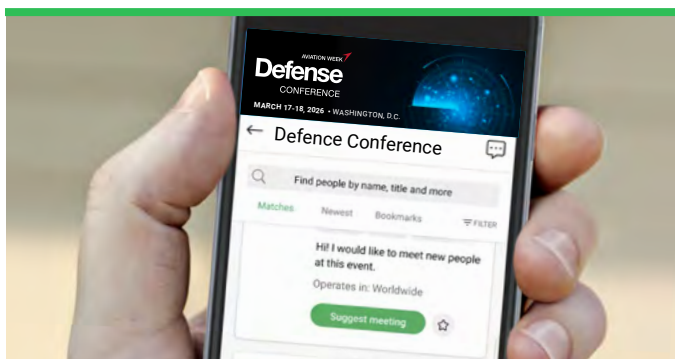 AVIATION WEEK
Defense
CONFERENCE
MARCH 17-18, 2026 • WASHINGTON, D.C.
← Defence Conference
Find people by name, title and more
Matches Newest Bookmarks FILTER
Hi! I would like to meet new people
at this event.
Operates in: Worldwide
Suggest meeting